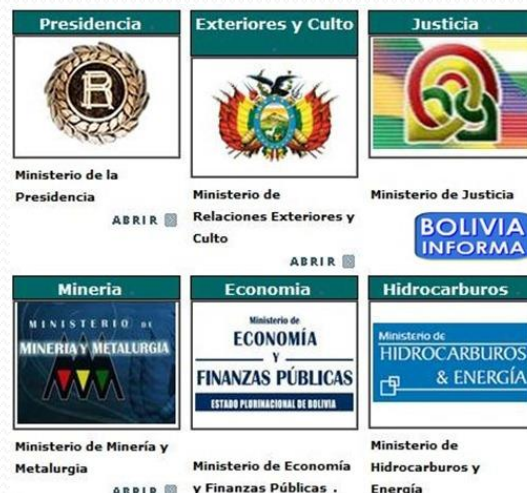 Presidencia
R
Ministerio de la
Presidencia
ABRIR
Exteriores y Culto
Ministerio de
Relaciones Exteriores y
Culto
ABRIR
Justicia
Ministerio de Justicia
BOLIVIA
INFORMA
Mineria
MINISTERIO DE
MINERIA Y METALURGIA
Ministerio de Minería y
Metalurgia
ABRIR
Economia
Ministerio de
ECONOMÍA
Y
FINANZAS PÚBLICAS
ESTADO PLURINACIONAL DE BOLIVIA
Ministerio de Economía
y Finanzas Públicas .
Hidrocarburos
Ministerio de
HIDROCARBUROS
& ENERGÍA
Ministerio de
Hidrocarburos y
Energía